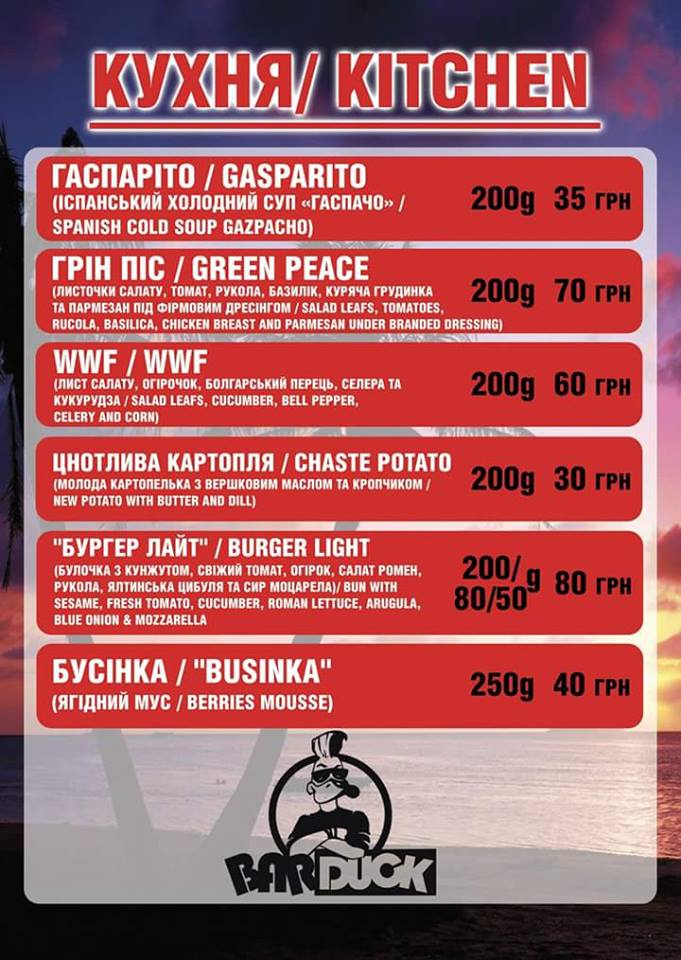 КУХНЯ/ KITCHEN
ГАСПАРІТО / GASPARITO
(ІСПАНСЬКИЙ ХОЛОДНИЙ СУП «ГАСПАЧО» /
SPANISH COLD SOUP GAZPACHO)
200g 35 ГРН
ГРІН ПІС / GREEN PEACE
(ЛИСТОЧКИ САЛАТУ, ТОМАТ, РУКОЛА, БАЗИЛІК, КУРЯЧА ГРУДИНКА
ТА ПАРМЕЗАН ПІД ФІРМОВИМ ДРЕСІНГОМ / SALAD LEAFS, TOMATOES,
RUCOLA, BASILICA, CHICKEN BREAST AND PARMESAN UNDER BRANDED DRESSING)
200g 70 ГРН
WWF / WWF
(ЛИСТ САЛАТУ, ОГІРОЧОК, БОЛГАРСЬКИЙ ПЕРЕЦЬ, СЕЛЕРА ТА
КУКУРУДЗА / SALAD LEAFS, CUCUMBER, BELL PEPPER,
CELERY AND CORN)
200g 60 ГРН
ЦНОТЛИВА КАРТОПЛЯ / CHASTE POTATO
(МОЛОДА КАРТОПЕЛЬКА З ВЕРШКОВИМ МАСЛОМ ТА КРОПЧИКОМ /
NEW POTATO WITH BUTTER AND DILL)
200g 30 ГРН
"БУРГЕР ЛАЙТ" / BURGER LIGHT
(БУЛОЧКА З КУНЖУТОМ, СВІЖИЙ ТОМАТ, ОГІРОК, САЛАТ РОМЕН,
РУКОЛА, ЯЛТИНСЬКА ЦИБУЛЯ ТА СИР МОЦАРЕЛА)/ BUN WITH
SESAME, FRESH TOMATO, CUCUMBER, ROMAN LETTUCE, ARUGULA,
BLUE ONION & MOZZARELLA
200/
80/50 g 80 ГРН
БУСІНКА / "BUSINKA"
(ЯГІДНИЙ МУС / BERRIES MOUSSE)
250g 40 ГРН
BARDUCK